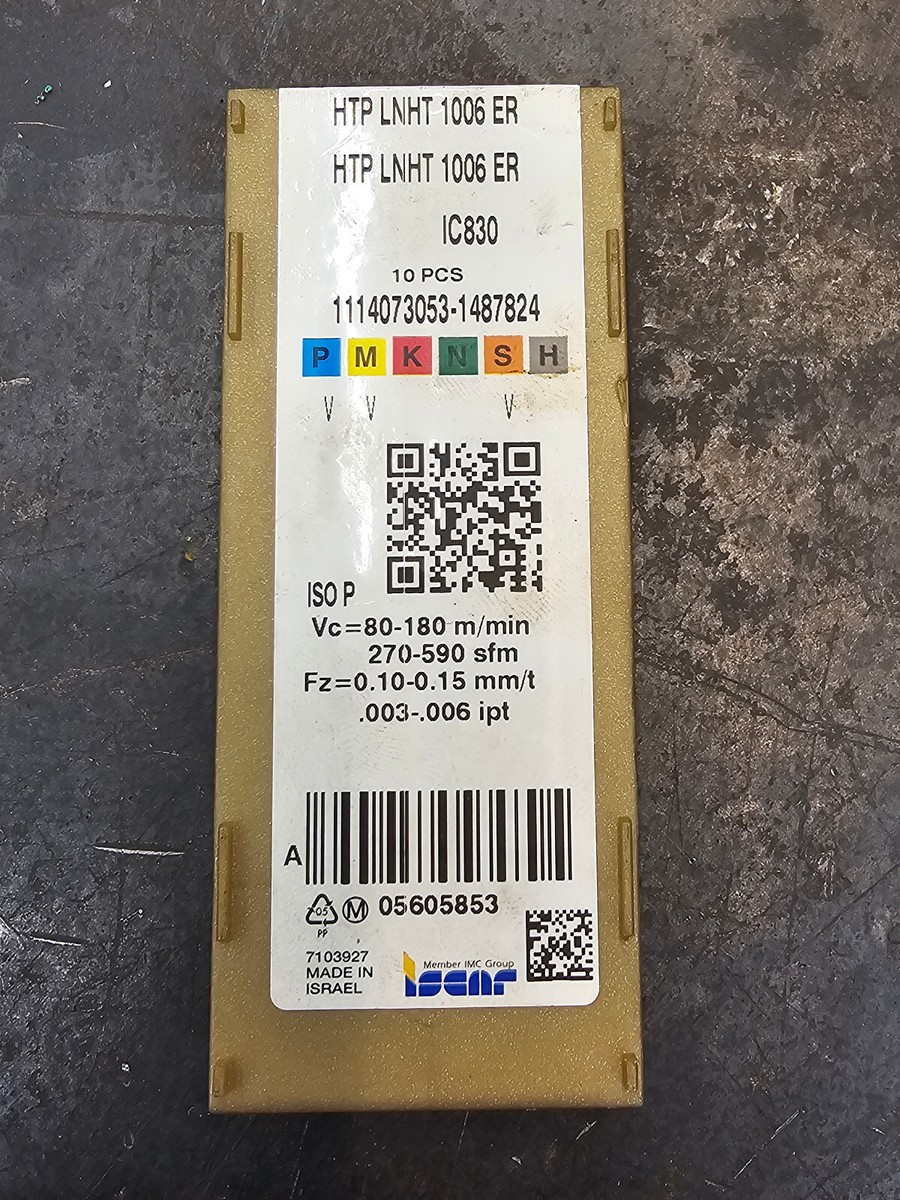 HTP LNHT 1006 ER
HTP LNHT 1006 ER
IC830
10 PCS
1114073053-1487824
P M K N S H
V V V
ISO P
Vc=80-180 m/min
270-590 sfm
Fz=0.10-0.15 mm/t
.003-.006 ipt
A
05
PP
M
05605853
7103927
MADE IN
ISRAEL
Member IMC Group
iscar